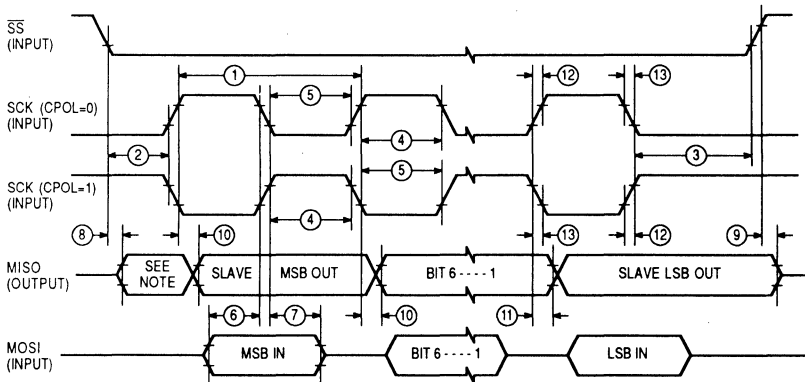 SS
(INPUT)
1
12
13
5
SCK (CPOL=0)
(INPUT)
4
2
3
5
SCK (CPOL=1)
(INPUT)
4
8
10
13
12
9
MISO
(OUTPUT)
SEE
NOTE
SLAVE
MSB OUT
BIT 6 - - - - 1
SLAVE LSB OUT
6
7
10
11
MOSI
(INPUT)
MSB IN
BIT 6 - - - - 1
LSB IN